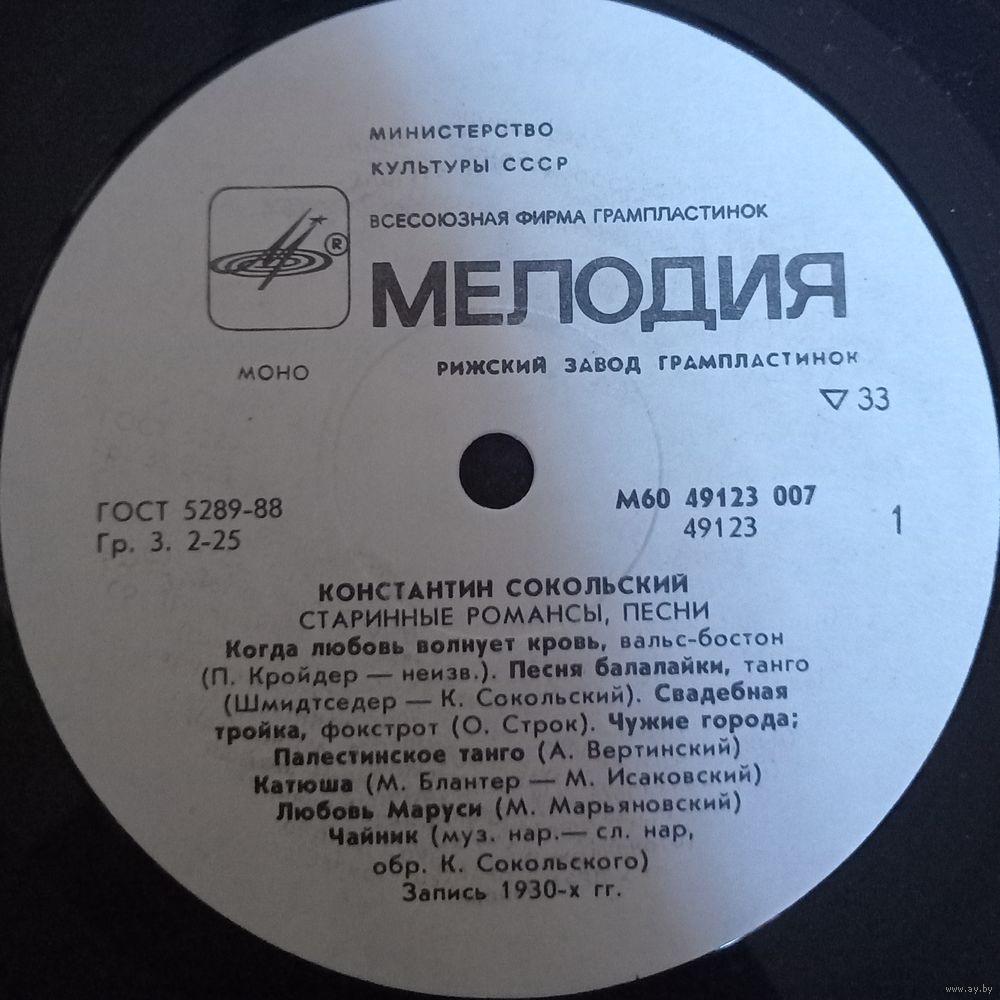 МИНИСТЕРСТВО
КУЛЬТУРЫ СССР
ВСЕСОЮЗНАЯ ФИРМА ГРАМПЛАСТИНОК
®
МЕЛОДИЯ
МОНО
РИЖСКИЙ ЗАВОД ГРАМПЛАСТИНОК
▽ 33
ГОСТ 5289-88
Гр. 3. 2-25
М60 49123 007
49123
1
КОНСТАНТИН СОКОЛЬСКИЙ
СТАРИННЫЕ РОМАНСЫ, ПЕСНИ
Когда любовь волнует кровь, вальс-бостон
(П. Кройдер — неизв.). Песня балалайки, танго
(Шмидтседер — К. Сокольский). Свадебная
тройка, фокстрот (О. Строк). Чужие города;
Палестинское танго (А. Вертинский)
Катюша (М. Блантер — М. Исаковский)
Любовь Маруси (М. Марьяновский)
Чайник (муз. нар.— сл. нар,
обр. К. Сокольского)
Запись 1930-х гг.
www.ay.by